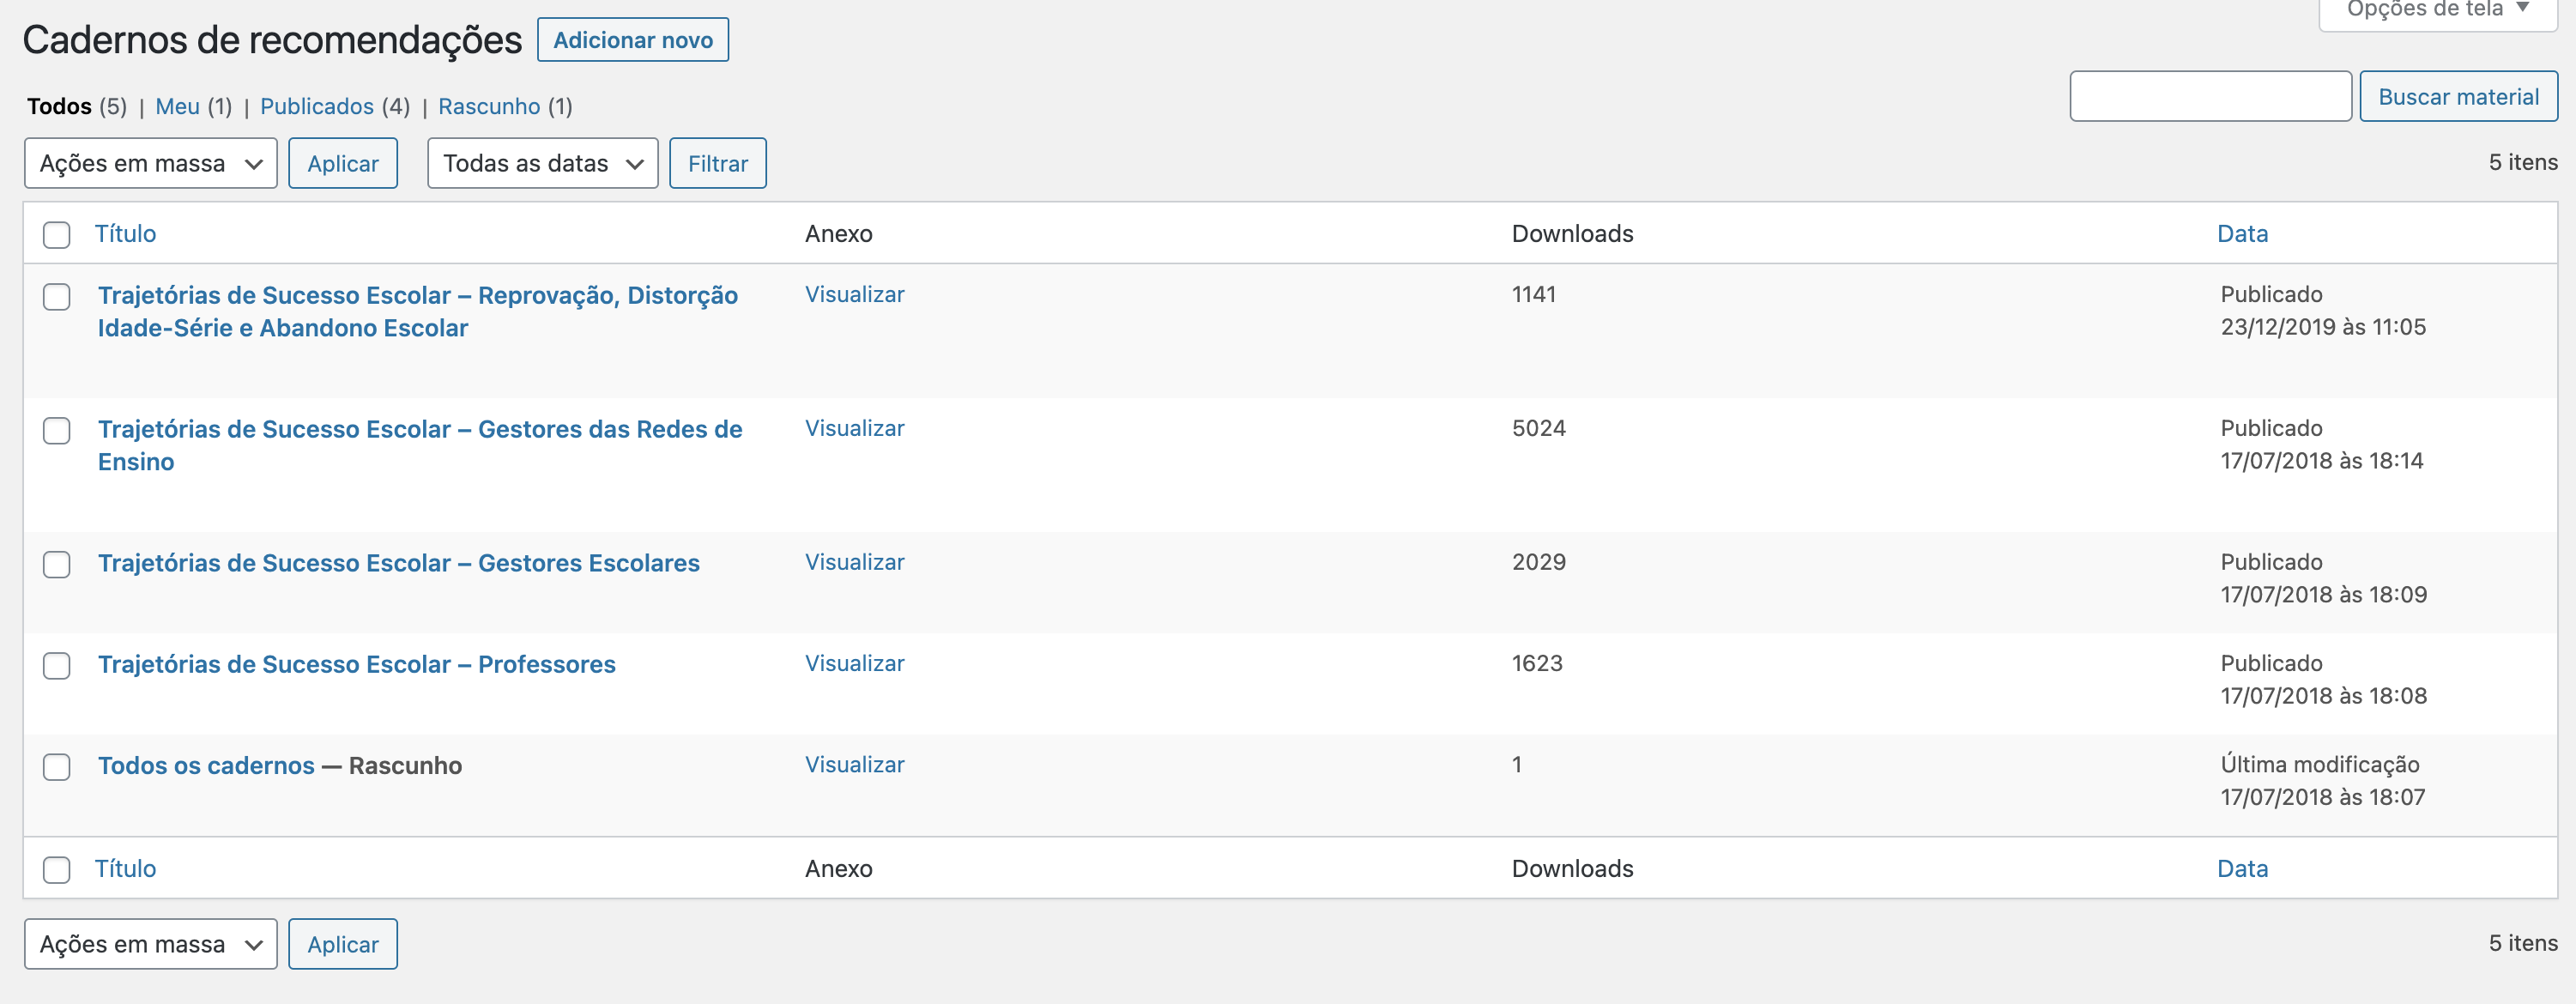 Opções de tela ▼
Cadernos de recomendações Adicionar novo
Todos (5) | Meu (1) | Publicados (4) | Rascunho (1)
Buscar material
Ações em massa Aplicar Todas as datas Filtrar 5 itens
Título Anexo Downloads Data
Trajetórias de Sucesso Escolar – Reprovação, Distorção Visualizar 1141 Publicado
Idade-Série e Abandono Escolar 23/12/2019 às 11:05
Trajetórias de Sucesso Escolar – Gestores das Redes de Visualizar 5024 Publicado
Ensino 17/07/2018 às 18:14
Trajetórias de Sucesso Escolar – Gestores Escolares Visualizar 2029 Publicado
17/07/2018 às 18:09
Trajetórias de Sucesso Escolar – Professores Visualizar 1623 Publicado
17/07/2018 às 18:08
Todos os cadernos — Rascunho Visualizar 1 Última modificação
17/07/2018 às 18:07
Título Anexo Downloads Data
Ações em massa Aplicar 5 itens